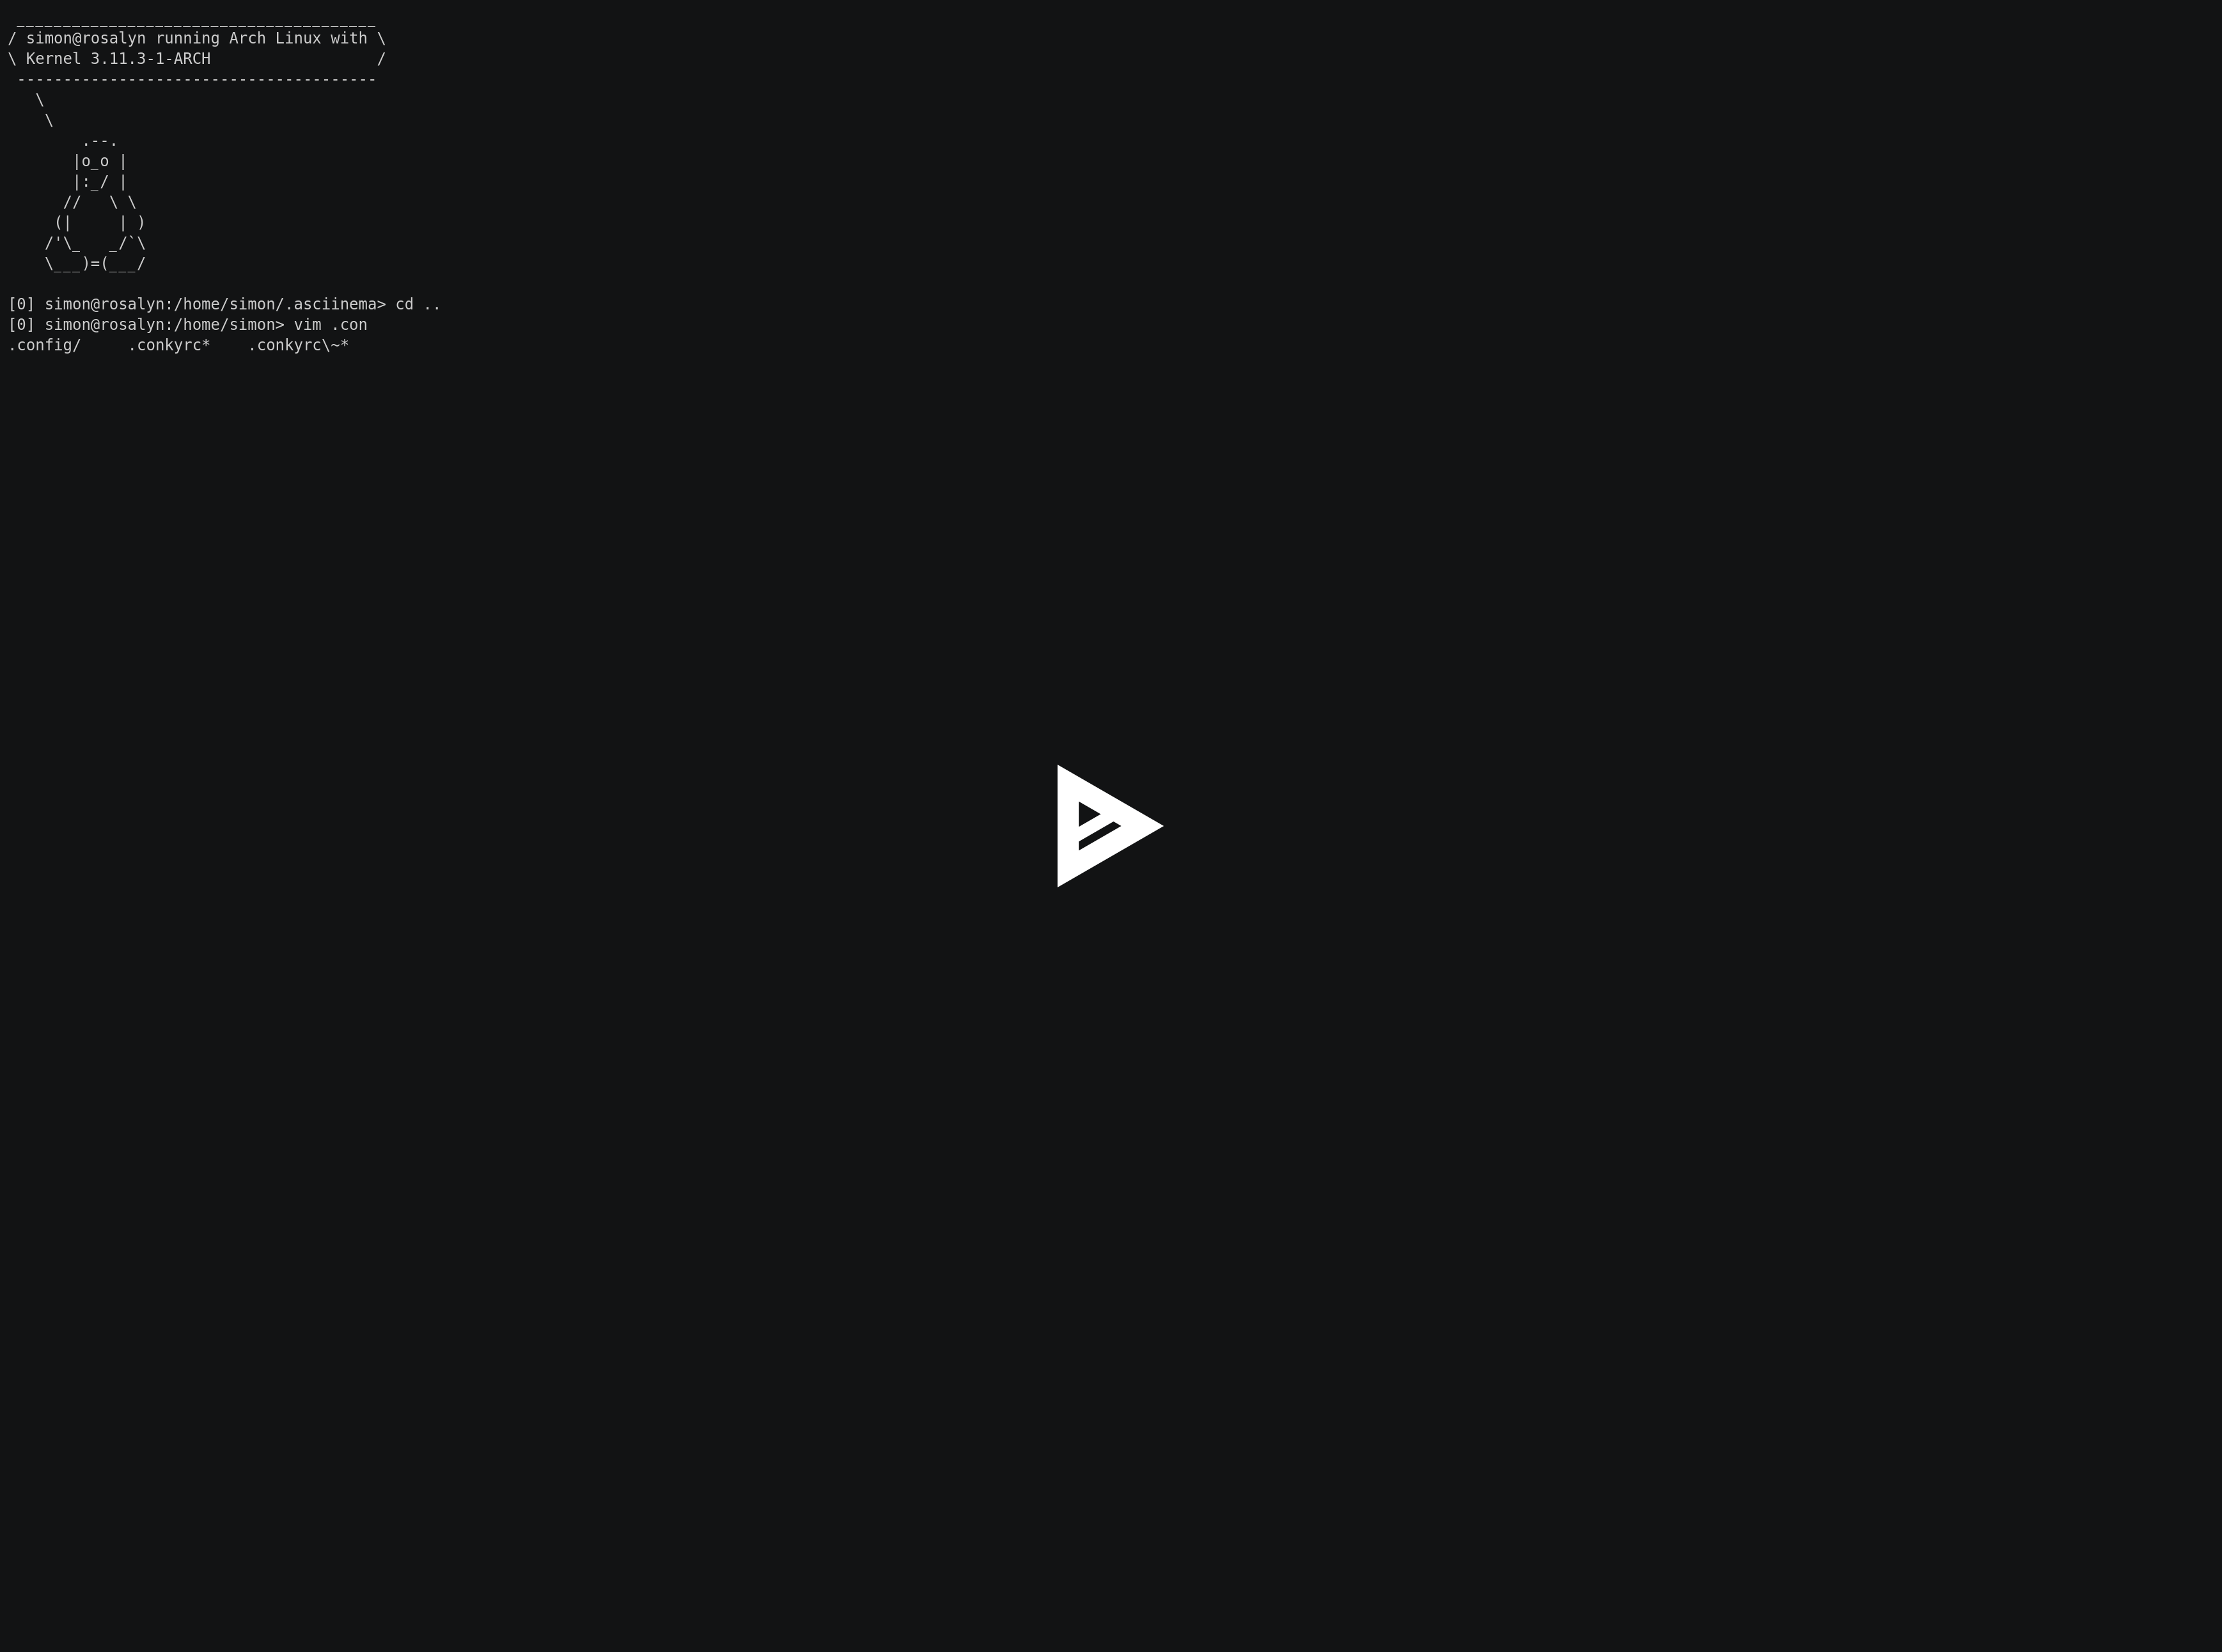 _______________________________________
/ simon@rosalyn running Arch Linux with \
\ Kernel 3.11.3-1-ARCH                  /
 ---------------------------------------
   \
    \
        .--.
       |o_o |
       |:_/ |
      //   \ \
     (|     | )
    /'\_   _/`\
    \___)=(___/

[0] simon@rosalyn:/home/simon/.asciinema> cd ..
[0] simon@rosalyn:/home/simon> vim .con
.config/     .conkyrc*    .conkyrc\~*